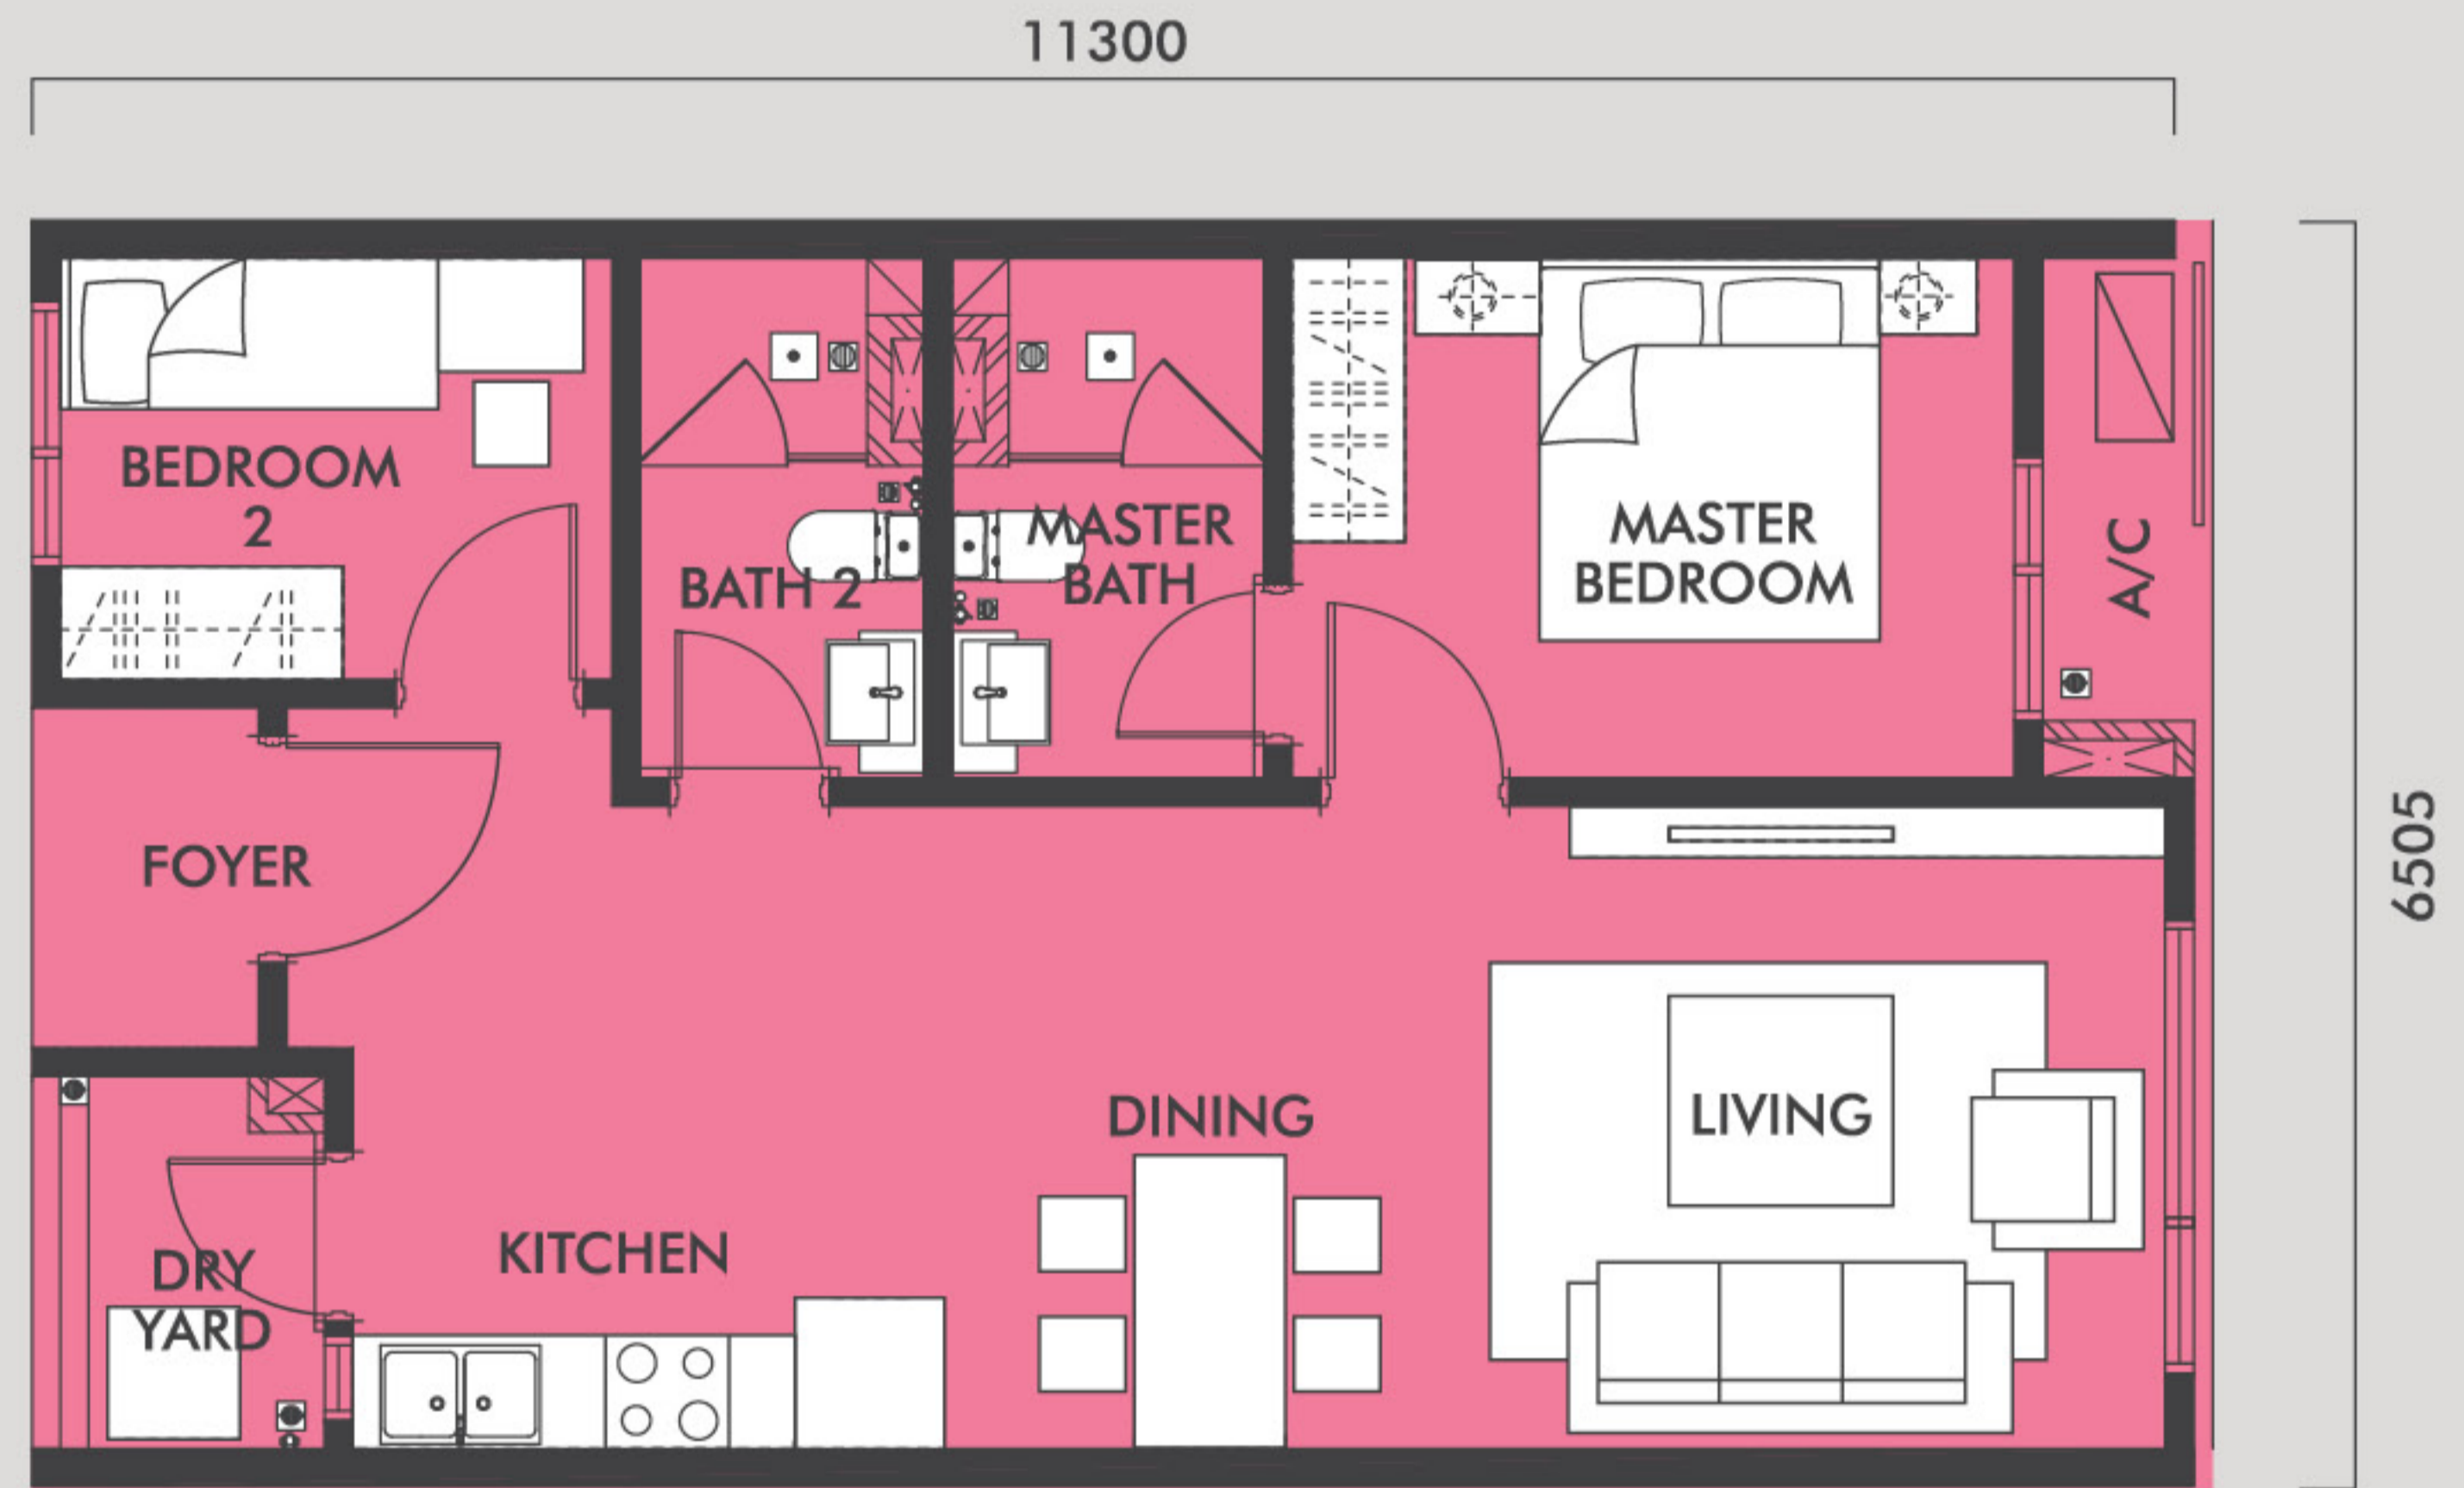 11300
BEDROOM
2
BATH 2
MASTER
BATH
MASTER
BEDROOM
A/C
FOYER
6505
DINING
LIVING
KITCHEN
DRY
YARD